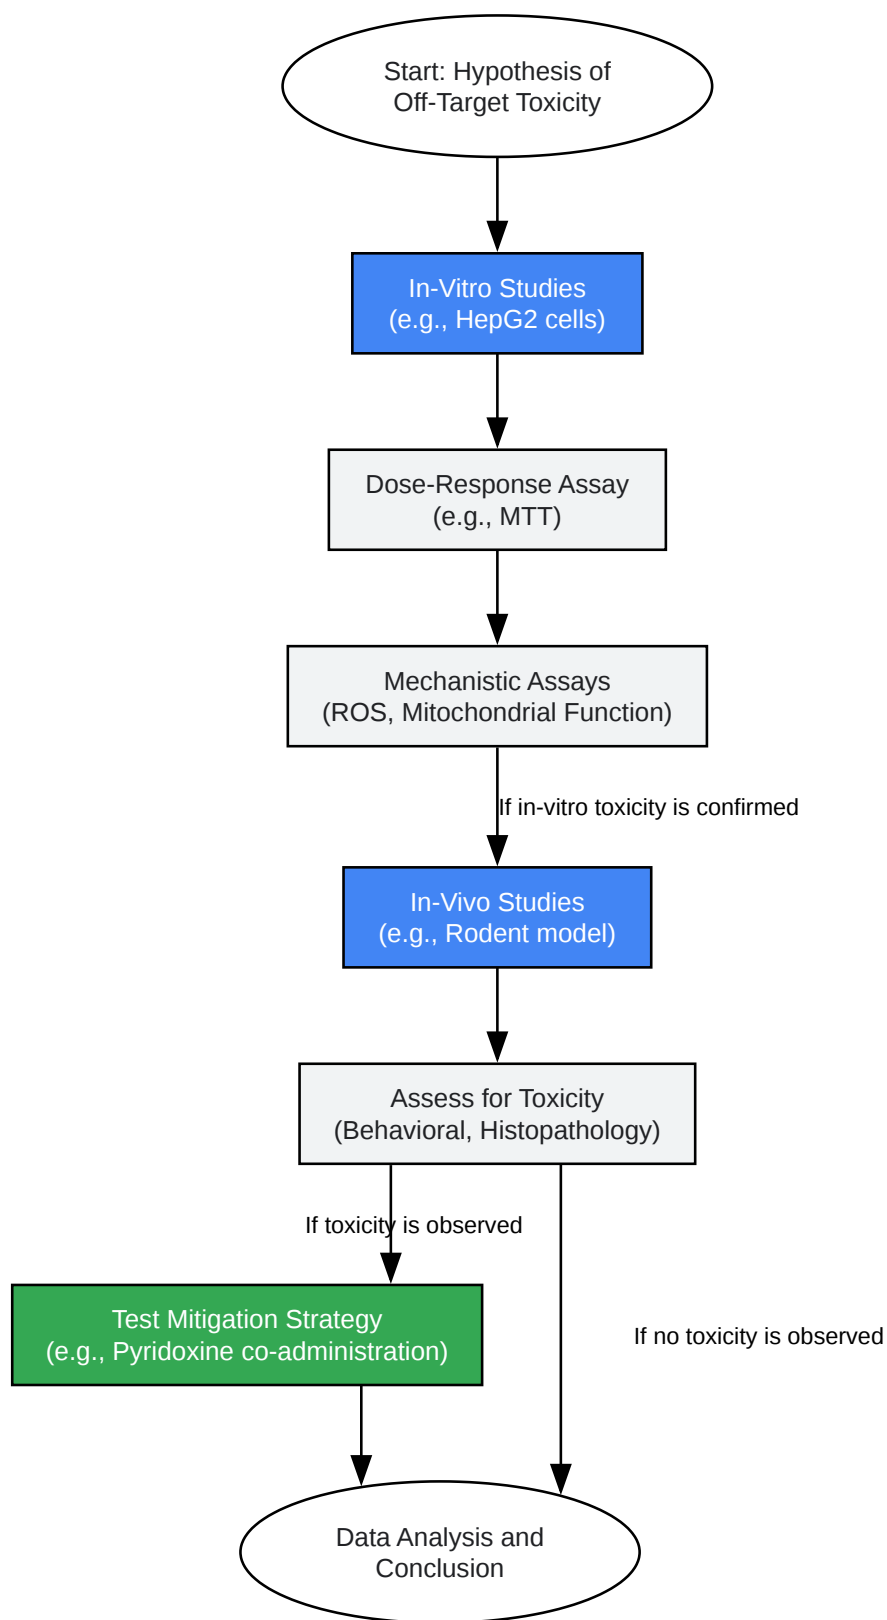 Start: Hypothesis of
Off-Target Toxicity
In-Vitro Studies
(e.g., HepG2 cells)
Dose-Response Assay
(e.g., MTT)
Mechanistic Assays
(ROS, Mitochondrial Function)
If in-vitro toxicity is confirmed
In-Vivo Studies
(e.g., Rodent model)
Assess for Toxicity
(Behavioral, Histopathology)
If toxicity is observed
Test Mitigation Strategy
(e.g., Pyridoxine co-administration)
If no toxicity is observed
Data Analysis and
Conclusion